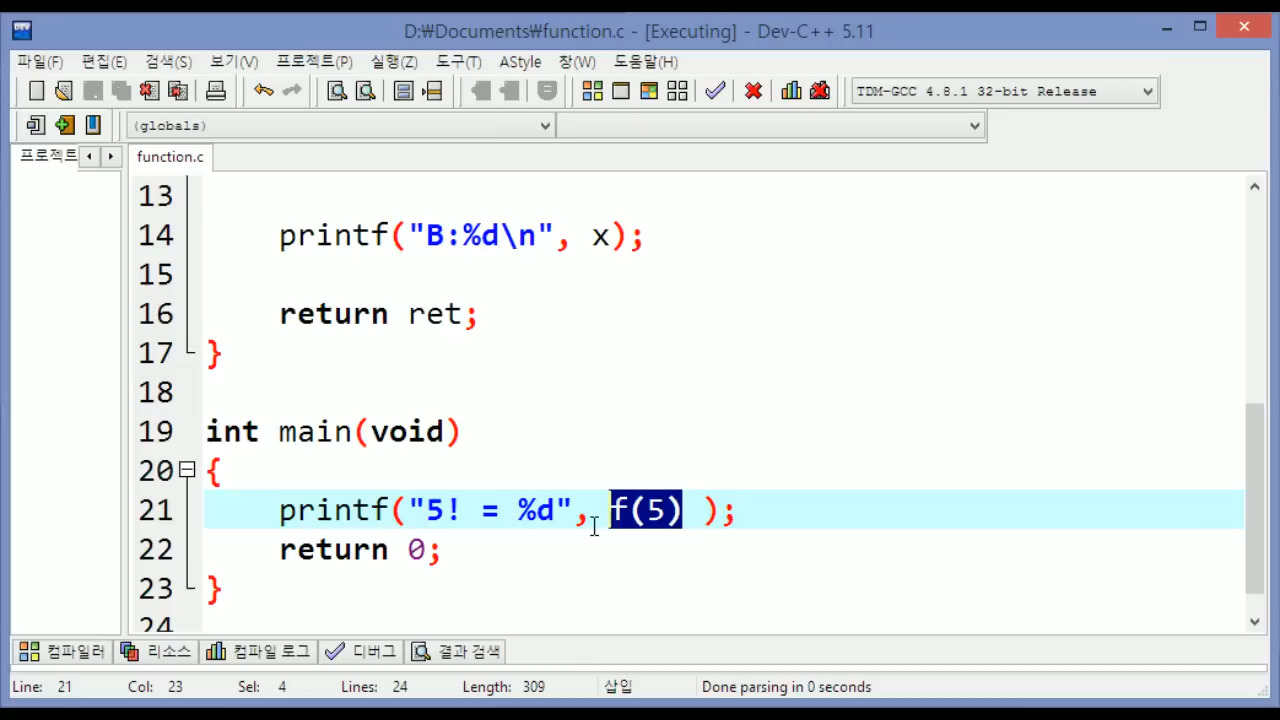 D:₩Documents₩function.c - [Executing] - Dev-C++ 5.11
파일(F) 편집(E) 검색(S) 보기(V) 프로젝트(P) 실행(Z) 도구(T) AStyle 창(W) 도움말(H)
TDM-GCC 4.8.1 32-bit Release
(globals)
프로젝트 function.c
13
14 printf("B:%d\n", x);
15
16 return ret;
17 }
18
19 int main(void)
20 {
21 printf("5! = %d", f(5) );
22 return 0;
23 }
24
컴파일러 리소스 컴파일 로그 디버그 결과 검색
Line: 21 Col: 23 Sel: 4 Lines: 24 Length: 309 삽입 Done parsing in 0 seconds